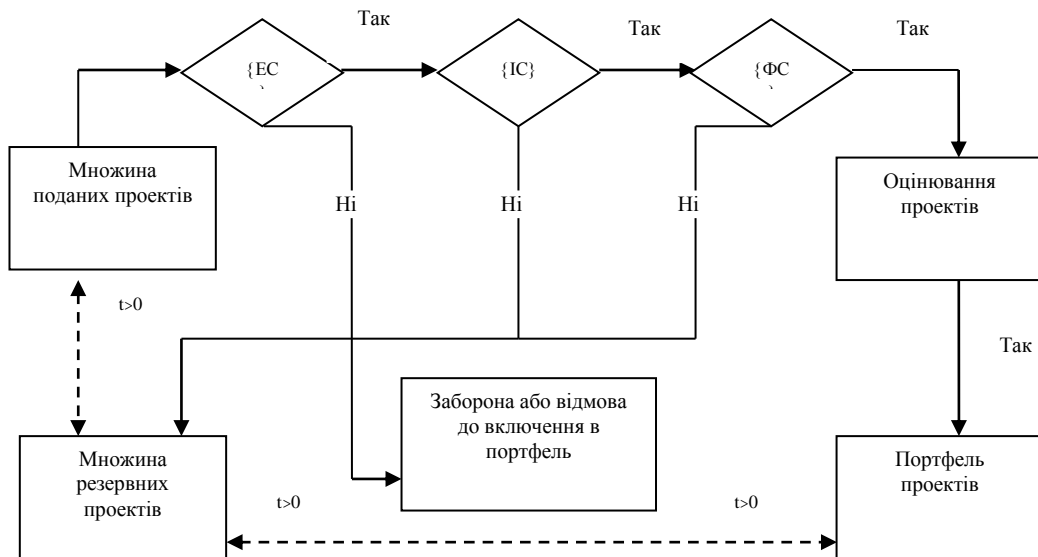 Так
Так
Так
{ЕС
}
{ІС}
{ФС
}
Множина
поданих проектів
Оцінювання
проектів
Ні
Ні
Ні
t>0
Так
Заборона або відмова
до включення в
портфель
Множина
резервних
проектів
Портфель
проектів
t>0
t>0